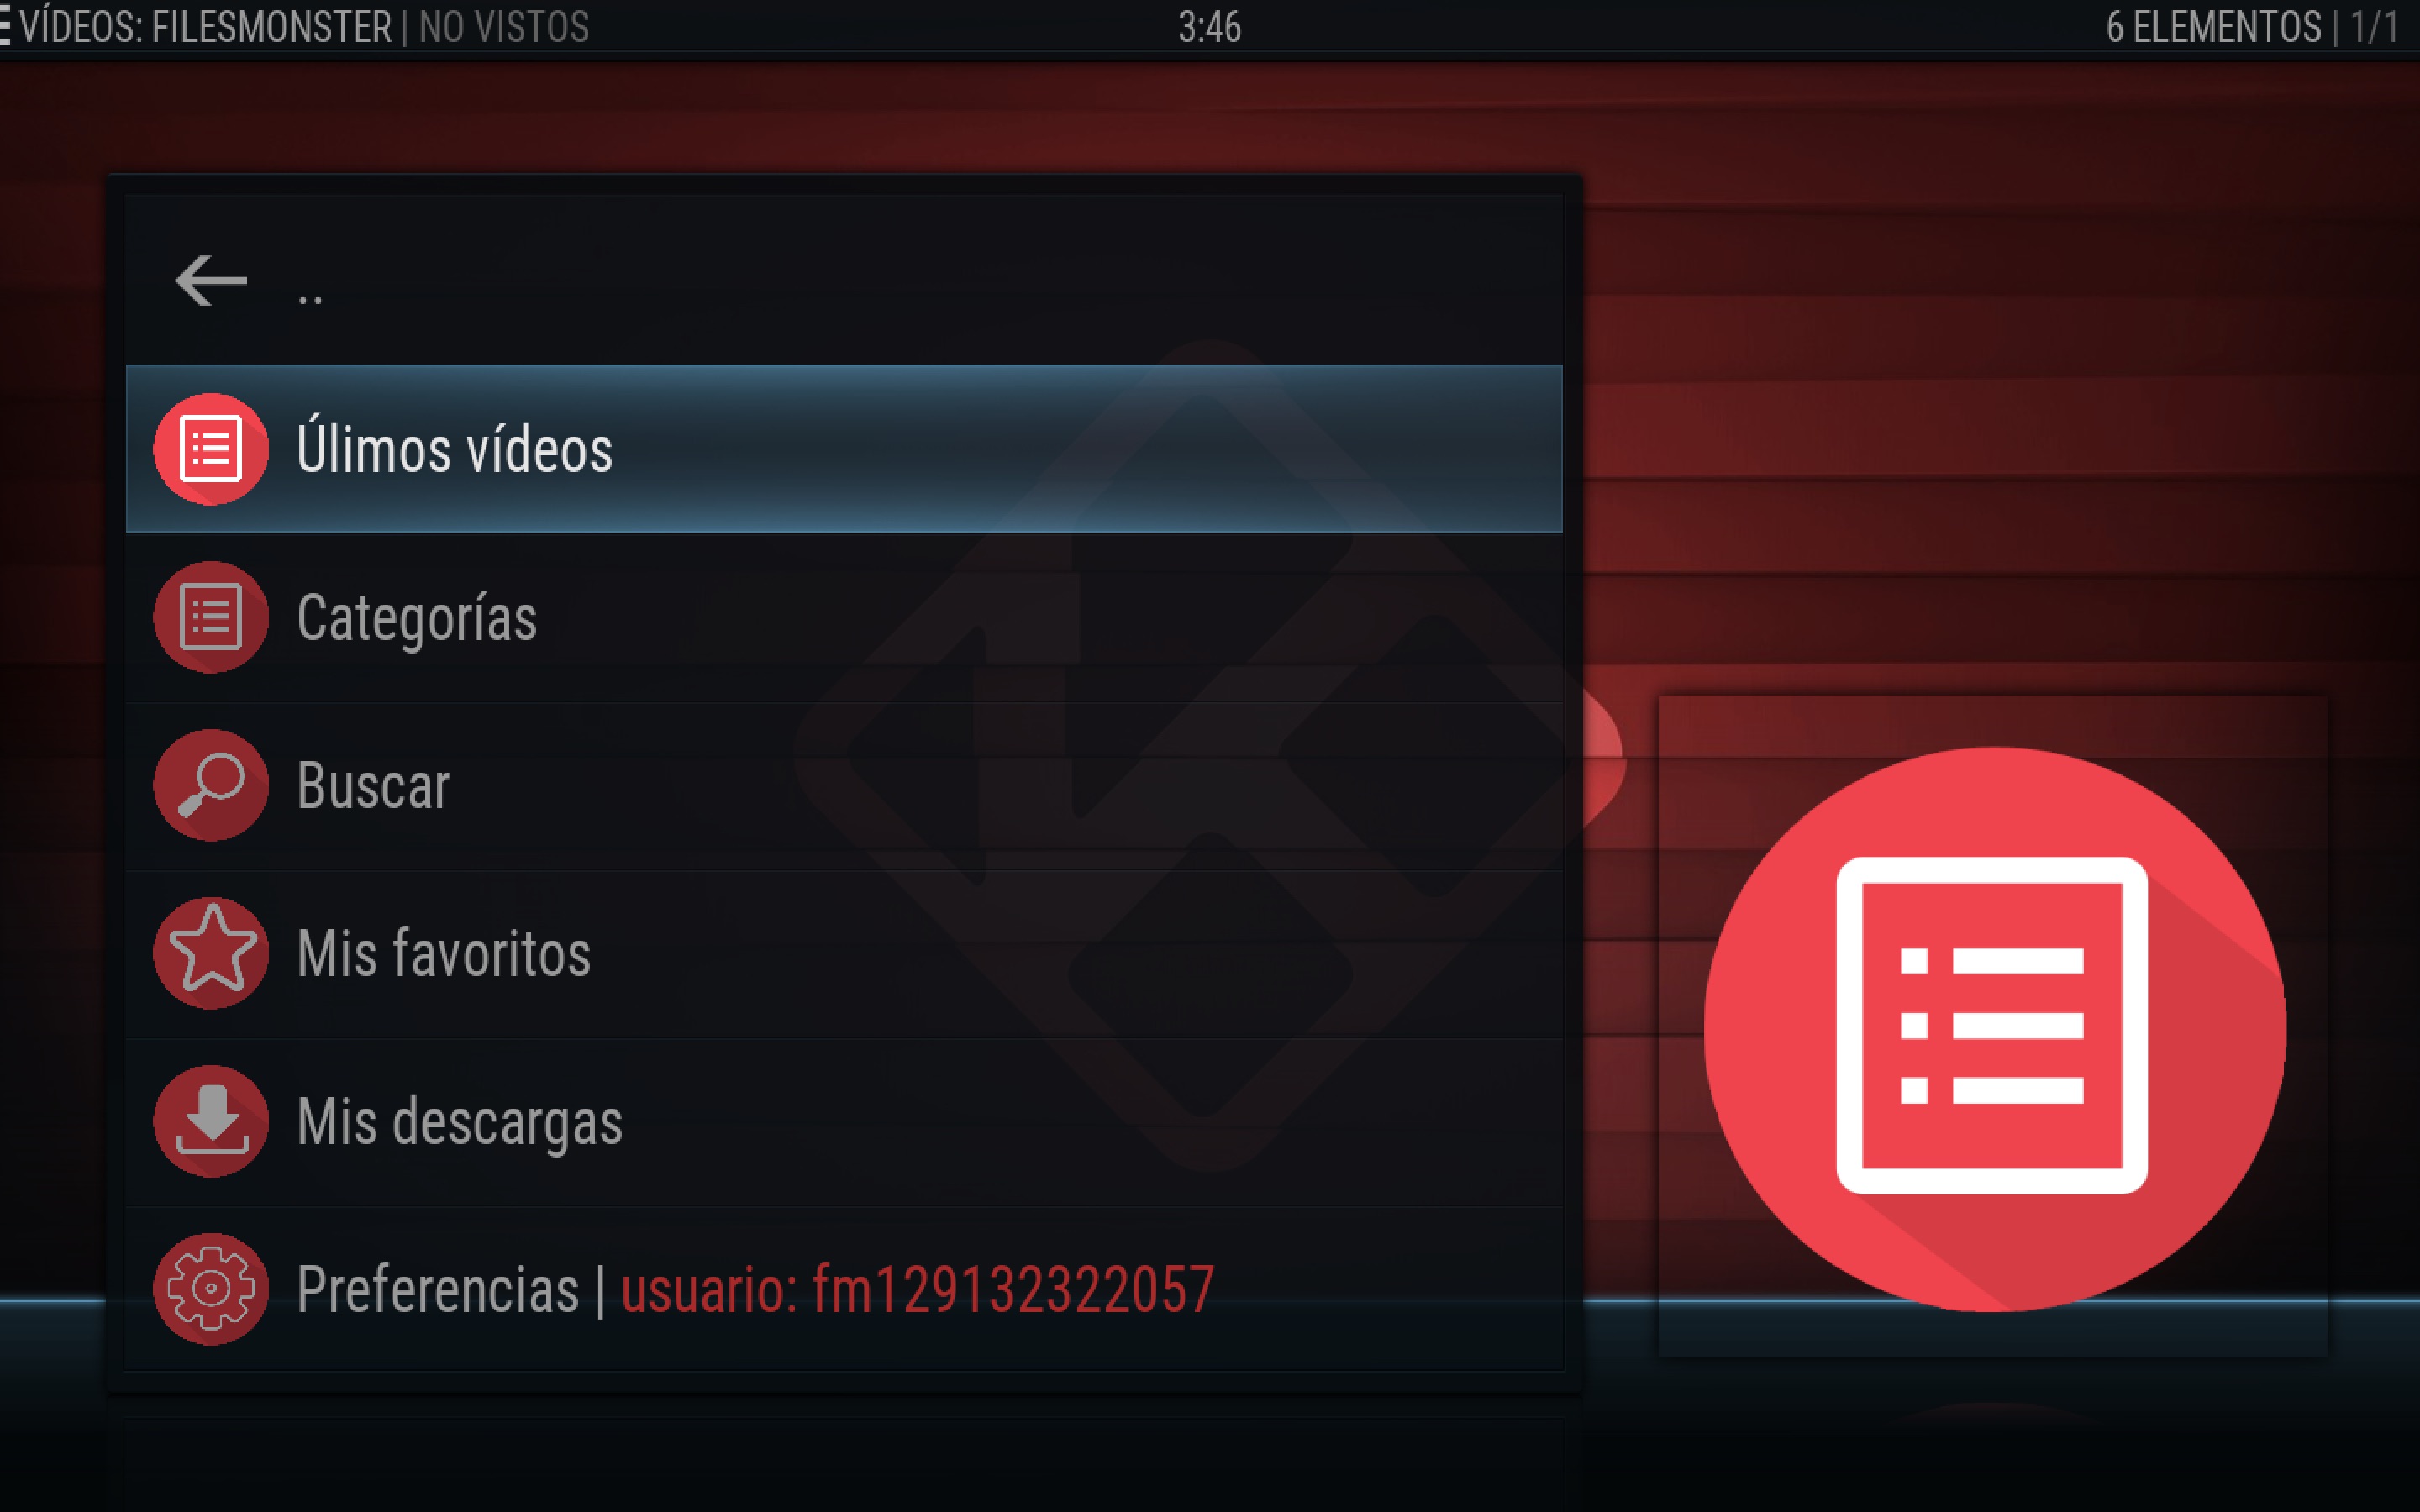 VÍDEOS: FILESMONSTER | NO VISTOS
3:46
6 ELEMENTOS | 1/1
..
Úlimos vídeos
Categorías
Buscar
Mis favoritos
Mis descargas
Preferencias | usuario: fm129132322057